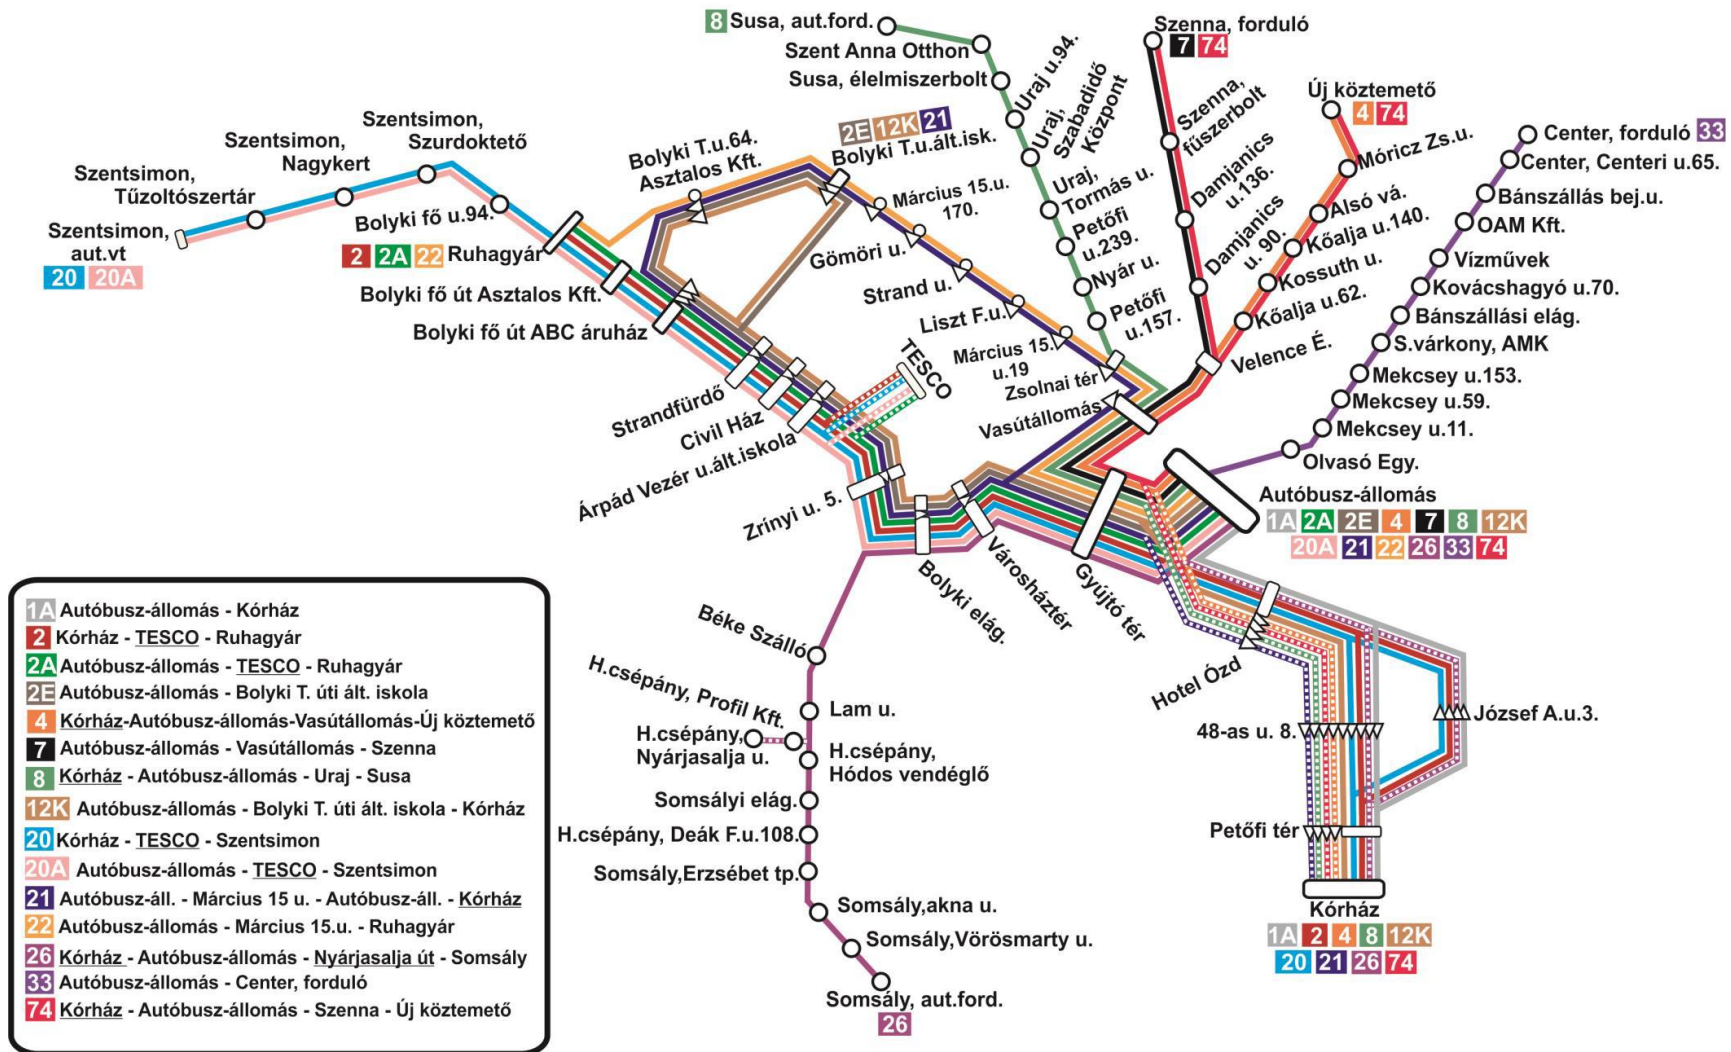 8 Susa, aut.ford.
Szent Anna Otthon
Susa, élelmiszerbolt
Uraj u.94.
Uraj,
Szabadidő
Központ
Uraj,
Tormás u.
Petőfi
u.239.
Nyár u.
Petőfi
u.157.
Szenna, forduló
7 74
Szenna,
fűszerbolt
Damjanics
u.136.
Damjanics
u. 90.
Új köztemető
4 74
Móricz Zs.u.
Alsó vá.
Kőalja u.140.
Kossuth u.
Kőalja u.62.
Velence É.
Center, forduló 33
Center, Centeri u.65.
Bánszállás bej.u.
OAM Kft.
Vízművek
Kovácshagyó u.70.
Bánszállási elág.
S.várkony, AMK
Mekcsey u.153.
Mekcsey u.59.
Mekcsey u.11.
Olvasó Egy.
Szentsimon,
aut.vt
20 20A
Szentsimon,
Tűzoltószertár
Szentsimon,
Nagykert
Szentsimon,
Szurdoktető
Bolyki fő u.94.
2 2A 22 Ruhagyár
Bolyki fő út Asztalos Kft.
Bolyki fő út ABC áruház
Bolyki T.u.64.
Asztalos Kft.
2E 12K 21
Bolyki T.u.ált.isk.
Március 15.u.
170.
Gömöri u.
Strand u.
Liszt F.u.
Március 15.
u.19
Zsolnai tér
Vasútállomás
TESCO
Strandfürdő
Civil Ház
Árpád Vezér u.ált.iskola
Zrínyi u. 5.
Bolyki elág.
Városháztér
Gyújtó tér
Autóbusz-állomás
1A 2A 2E 4 7 8 12K
20A 21 22 26 33 74
Hotel Ózd
48-as u. 8.
József A.u.3.
Petőfi tér
Kórház
1A 2 4 8 12K
20 21 26 74
Béke Szálló
H.csépány, Profil Kft.
Lam u.
H.csépány,
Nyárjasalja u.
H.csépány,
Hódos vendéglő
Somsályi elág.
H.csépány, Deák F.u.108.
Somsály,Erzsébet tp.
Somsály,akna u.
Somsály,Vörösmarty u.
Somsály, aut.ford.
26
1A Autóbusz-állomás - Kórház
2 Kórház - TESCO - Ruhagyár
2A Autóbusz-állomás - TESCO - Ruhagyár
2E Autóbusz-állomás - Bolyki T. úti ált. iskola
4 Kórház-Autóbusz-állomás-Vasútállomás-Új köztemető
7 Autóbusz-állomás - Vasútállomás - Szenna
8 Kórház - Autóbusz-állomás - Uraj - Susa
12K Autóbusz-állomás - Bolyki T. úti ált. iskola - Kórház
20 Kórház - TESCO - Szentsimon
20A Autóbusz-állomás - TESCO - Szentsimon
21 Autóbusz-áll. - Március 15 u. - Autóbusz-áll. - Kórház
22 Autóbusz-állomás - Március 15.u. - Ruhagyár
26 Kórház - Autóbusz-állomás - Nyárjasalja út - Somsály
33 Autóbusz-állomás - Center, forduló
74 Kórház - Autóbusz-állomás - Szenna - Új köztemető